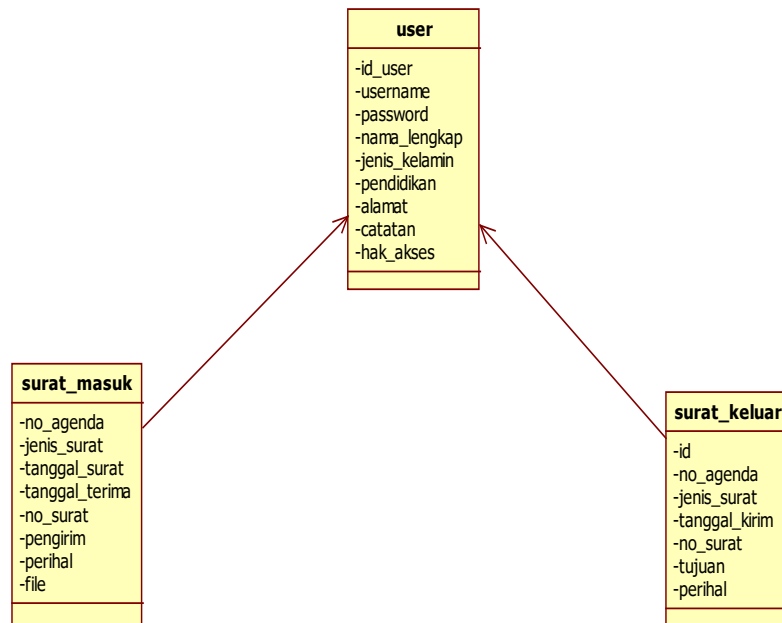 user
-id_user
-username
-password
-nama_lengkap
-jenis_kelamin
-pendidikan
-alamat
-catatan
-hak_akses
surat_masuk
-no_agenda
-jenis_surat
-tanggal_surat
-tanggal_terima
-no_surat
-pengirim
-perihal
-file
surat_keluar
-id
-no_agenda
-jenis_surat
-tanggal_kirim
-no_surat
-tujuan
-perihal